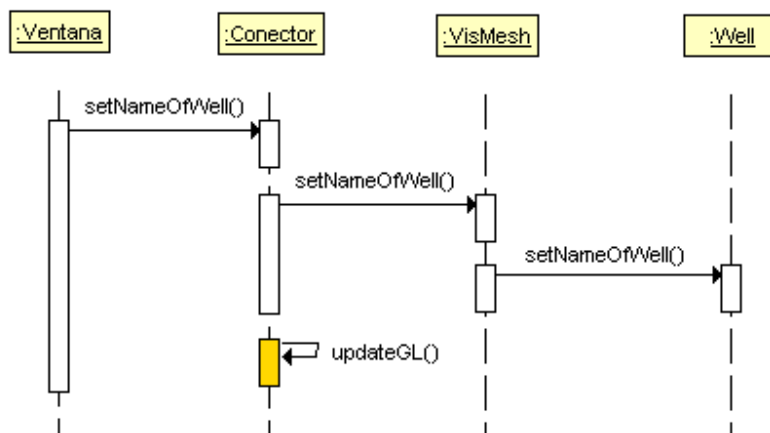 :Ventana
:Conector
:VisMesh
:Well
setNameOfWell()
setNameOfWell()
setNameOfWell()
updateGL()